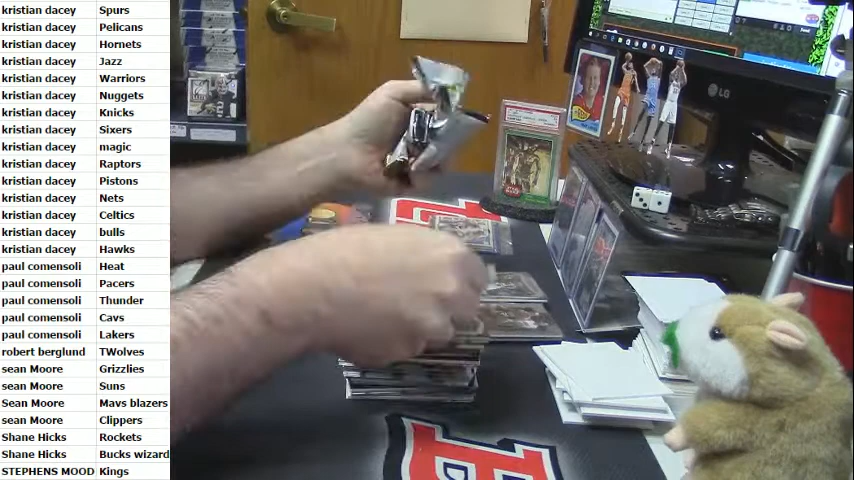 kristian dacey Spurs
kristian dacey Pelicans
kristian dacey Hornets
kristian dacey Jazz
kristian dacey Warriors
kristian dacey Nuggets
kristian dacey Knicks
kristian dacey Sixers
kristian dacey magic
kristian dacey Raptors
kristian dacey Pistons
kristian dacey Nets
kristian dacey Celtics
kristian dacey bulls
kristian dacey Hawks
paul comensoli Heat
paul comensoli Pacers
paul comensoli Thunder
paul comensoli Cavs
paul comensoli Lakers
robert berglund TWolves
sean Moore Grizzlies
sean Moore Suns
Sean Moore Mavs blazers
sean Moore Clippers
Shane Hicks Rockets
Shane Hicks Bucks wizard
STEPHENS MOOD Kings
LG
STAR WARS